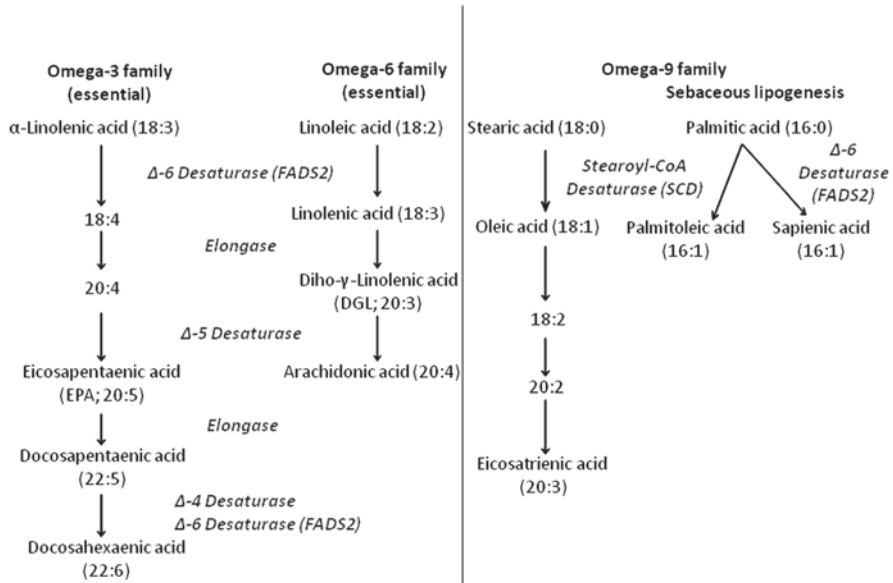 Omega-3 family
(essential)
α-Linolenic acid (18:3)
Δ-6 Desaturase (FADS2)
18:4
Elongase
20:4
Δ-5 Desaturase
Eicosapentaenic acid
(EPA; 20:5)
Elongase
Docosapentaenic acid
(22:5)
Δ-4 Desaturase
Δ-6 Desaturase (FADS2)
Docosahexaenic acid
(22:6)
Omega-6 family
(essential)
Linoleic acid (18:2)
Linolenic acid (18:3)
Diho-γ-Linolenic acid
(DGL; 20:3)
Arachidonic acid (20:4)
Omega-9 family
Sebaceous lipogenesis
Stearic acid (18:0)
Stearoyl-CoA
Desaturase (SCD)
Oleic acid (18:1)
18:2
20:2
Eicosatrienic acid
(20:3)
Palmitic acid (16:0)
Δ-6
Desaturase
(FADS2)
Palmitoleic acid
(16:1)
Sapienic acid
(16:1)